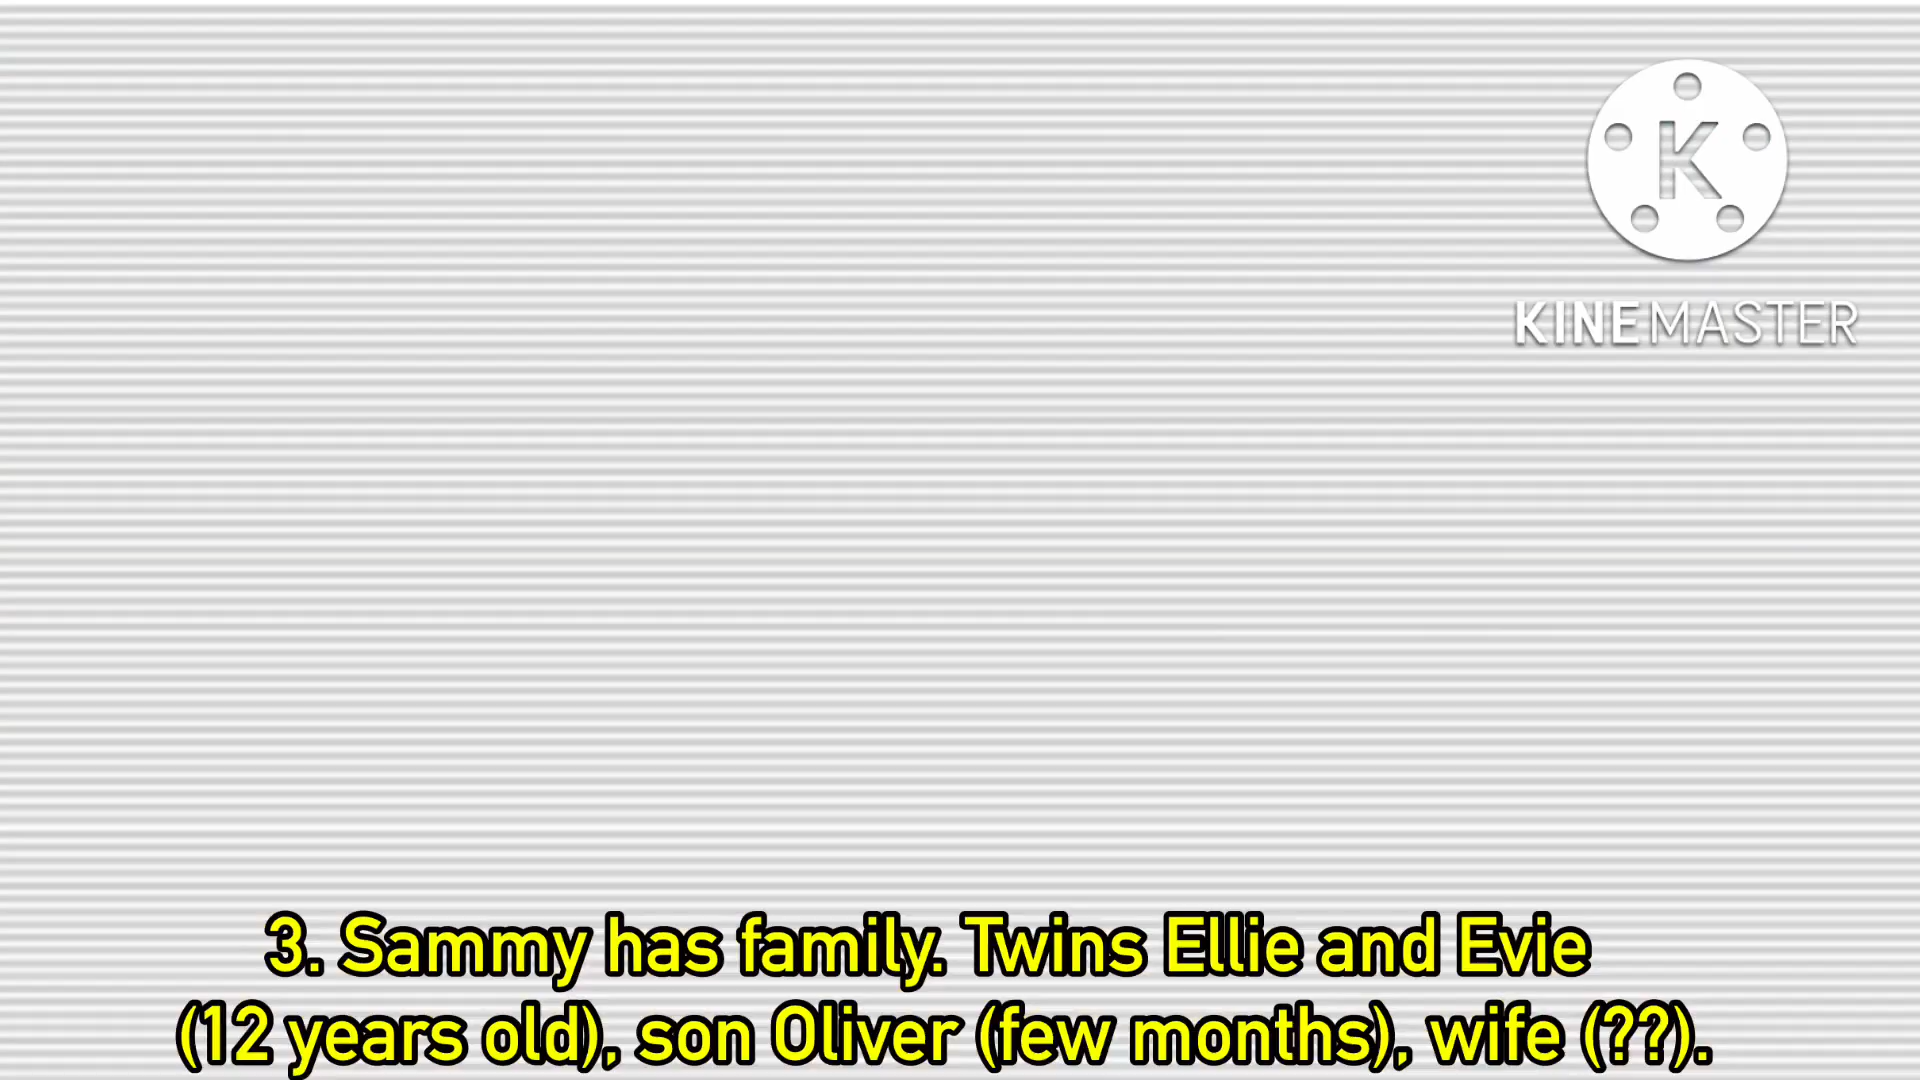 K
KINEMASTER
3. Sammy has family. Twins Ellie and Evie
(12 years old), son Oliver (few months), wife (??).